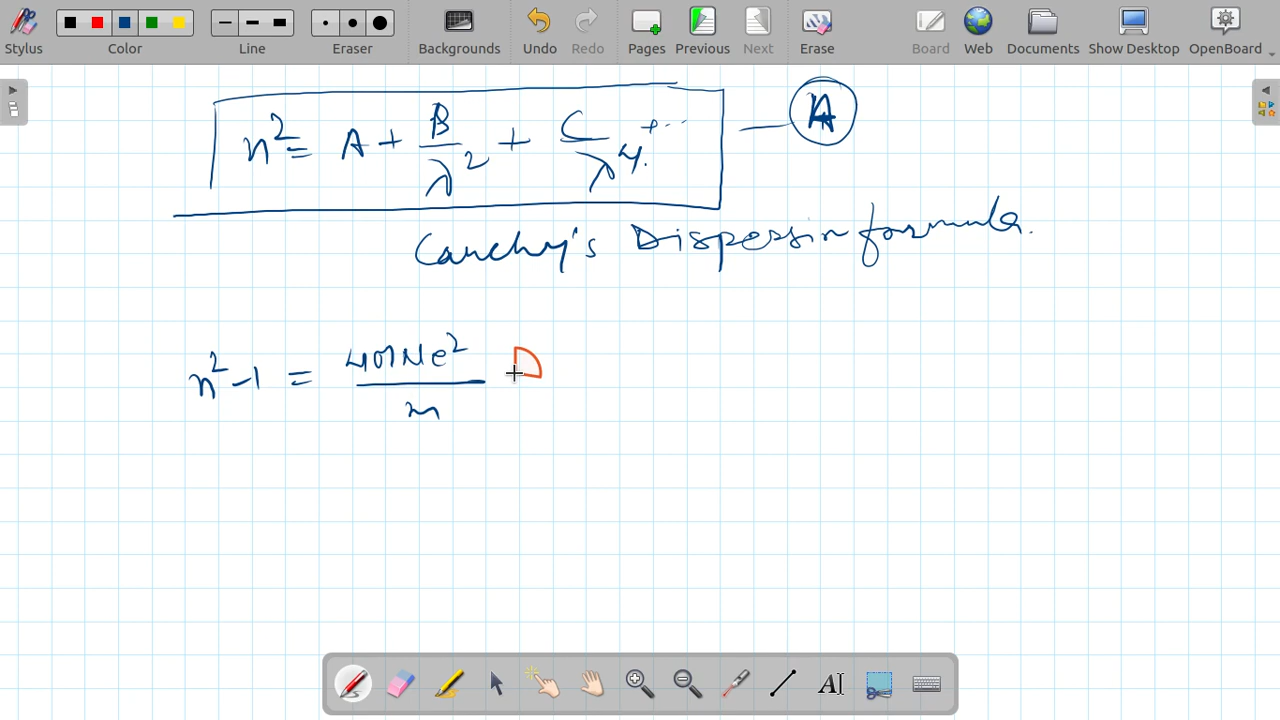 Stylus Color Line Eraser Backgrounds Undo Redo Pages Previous Next Erase Board Web Documents Show Desktop OpenBoard
n² = A + B/λ² + C/λ⁴ + ... — A
Cauchy's Dispersion formula.
n² - 1 = 4πNe²/m